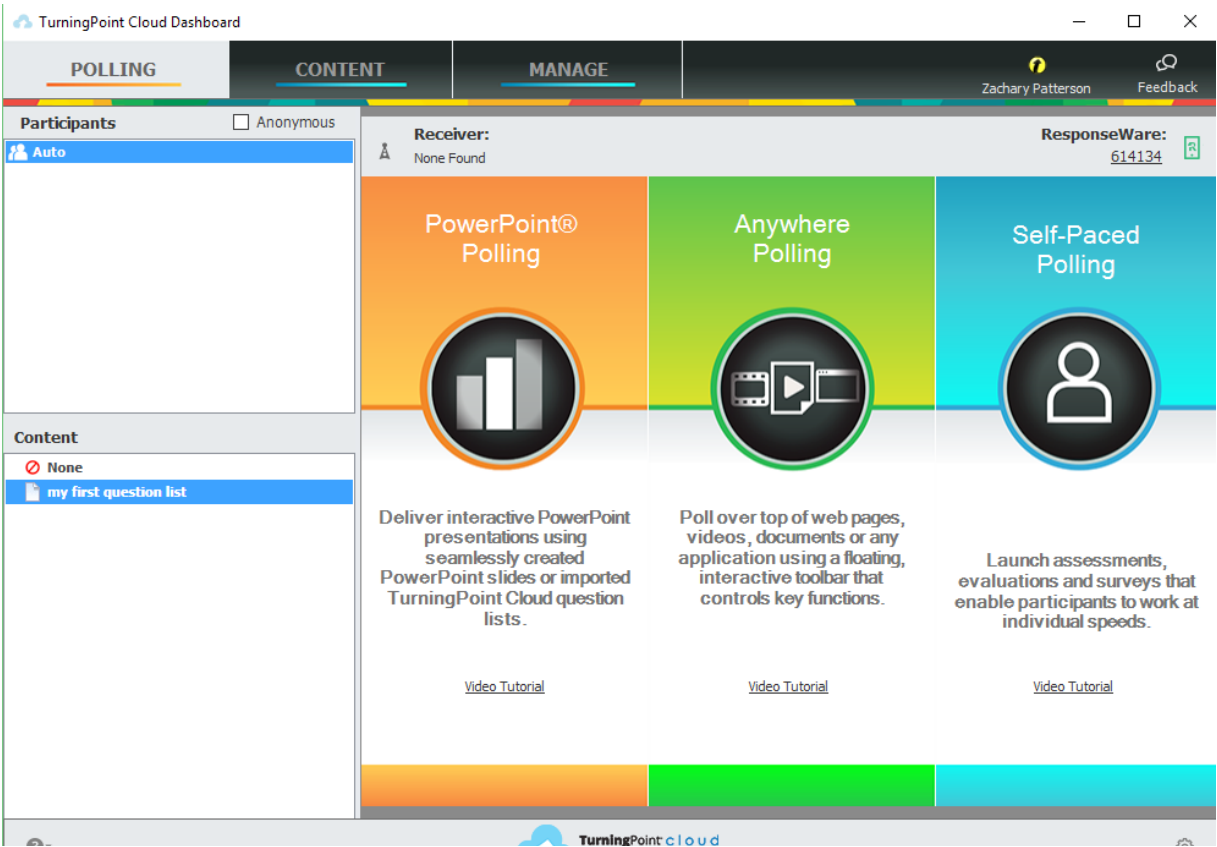 TurningPoint Cloud Dashboard
POLLING
CONTENT
MANAGE
Zachary Patterson
Feedback
Participants
Anonymous
Auto
Receiver:
None Found
ResponseWare:
614134
Content
None
my first question list
PowerPoint®
Polling
Deliver interactive PowerPoint
presentations using
seamlessly created
PowerPoint slides or imported
TurningPoint Cloud question
lists.
Video Tutorial
Anywhere
Polling
Poll over top of web pages,
videos, documents or any
application using a floating,
interactive toolbar that
controls key functions.
Video Tutorial
Self-Paced
Polling
Launch assessments,
evaluations and surveys that
enable participants to work at
individual speeds.
Video Tutorial
TurningPoint cloud